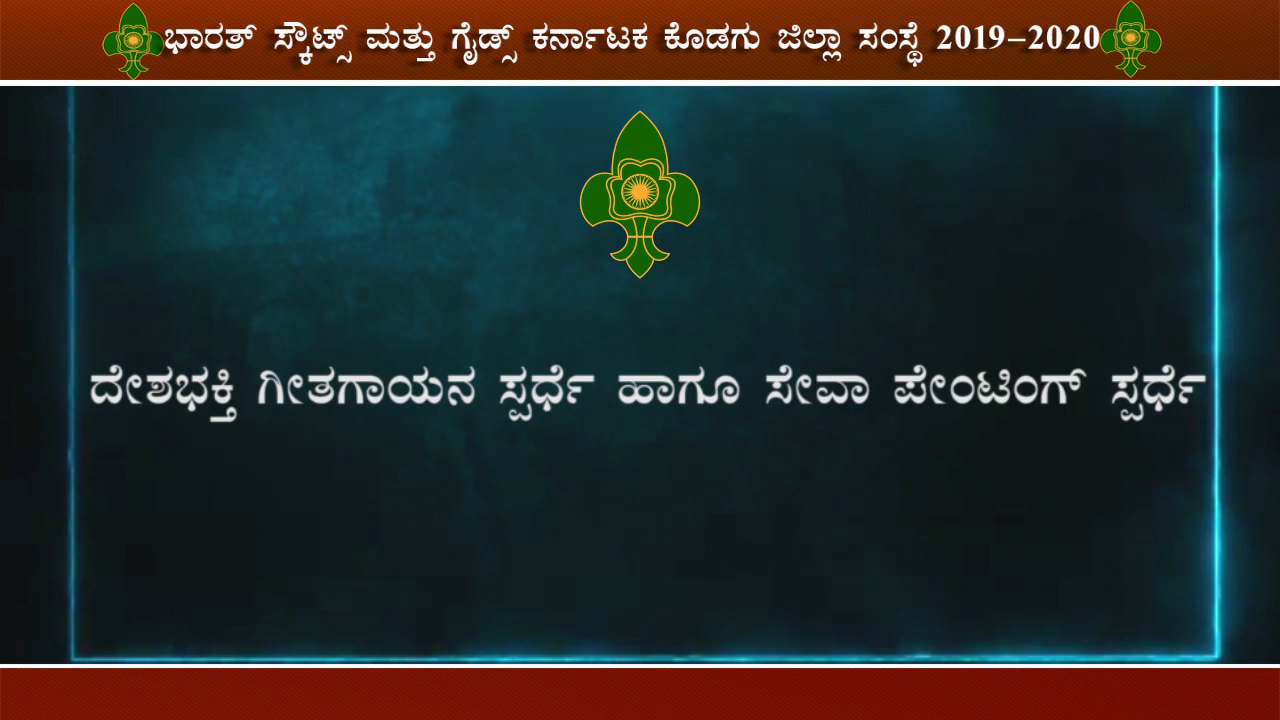 ಭಾರತ್ ಸ್ಕೌಟ್ಸ್ ಮತ್ತು ಗೈಡ್ಸ್ ಕರ್ನಾಟಕ ಕೊಡಗು ಜಿಲ್ಲಾ ಸಂಸ್ಥೆ 2019–2020
ದೇಶಭಕ್ತಿ ಗೀತಗಾಯನ ಸ್ಪರ್ಧೆ ಹಾಗೂ ಸೇವಾ ಪೇಂಟಿಂಗ್ ಸ್ಪರ್ಧೆ